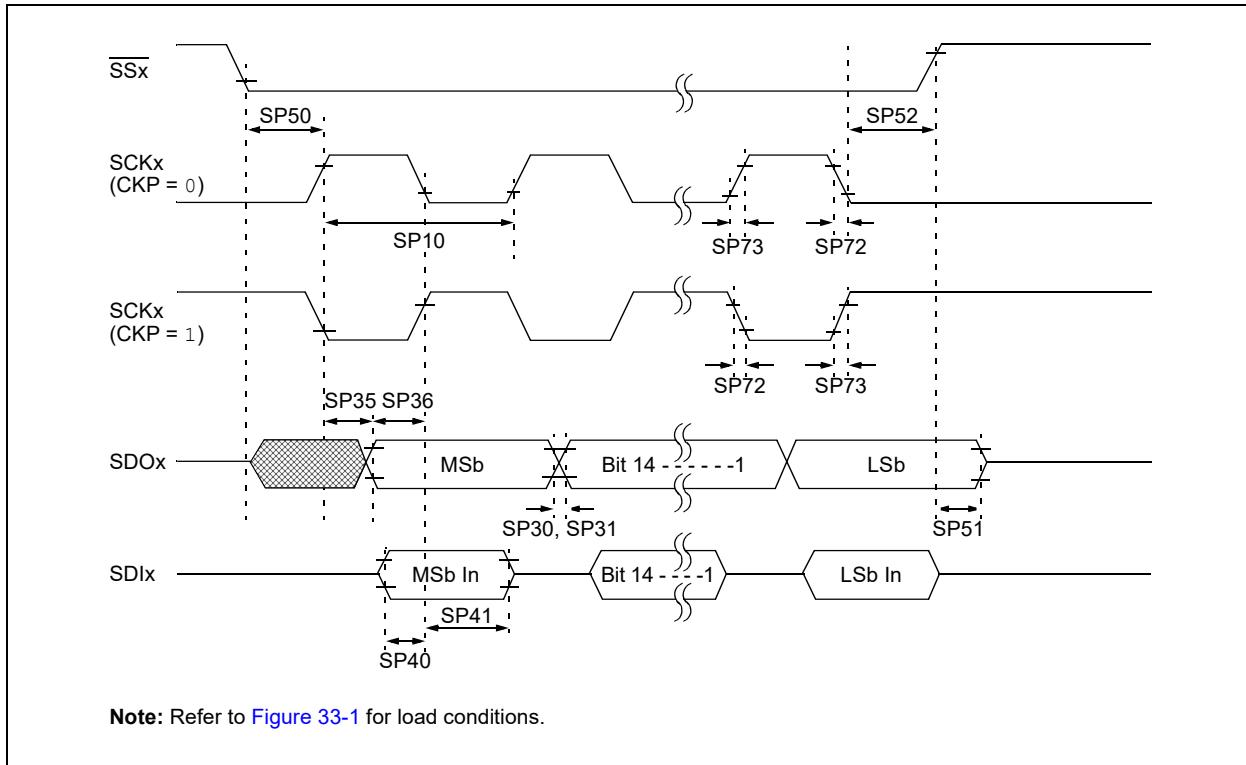 SSx
SP50
SP52
SCKx
(CKP = 0)
SP10
SP73
SP72
SCKx
(CKP = 1)
SP72
SP73
SP35 SP36
SDOx
MSb
Bit 14 - - - - - -1
LSb
SP30, SP31
SP51
SDIx
MSb In
Bit 14 - - - - -1
LSb In
SP41
SP40
Note: Refer to Figure 33-1 for load conditions.